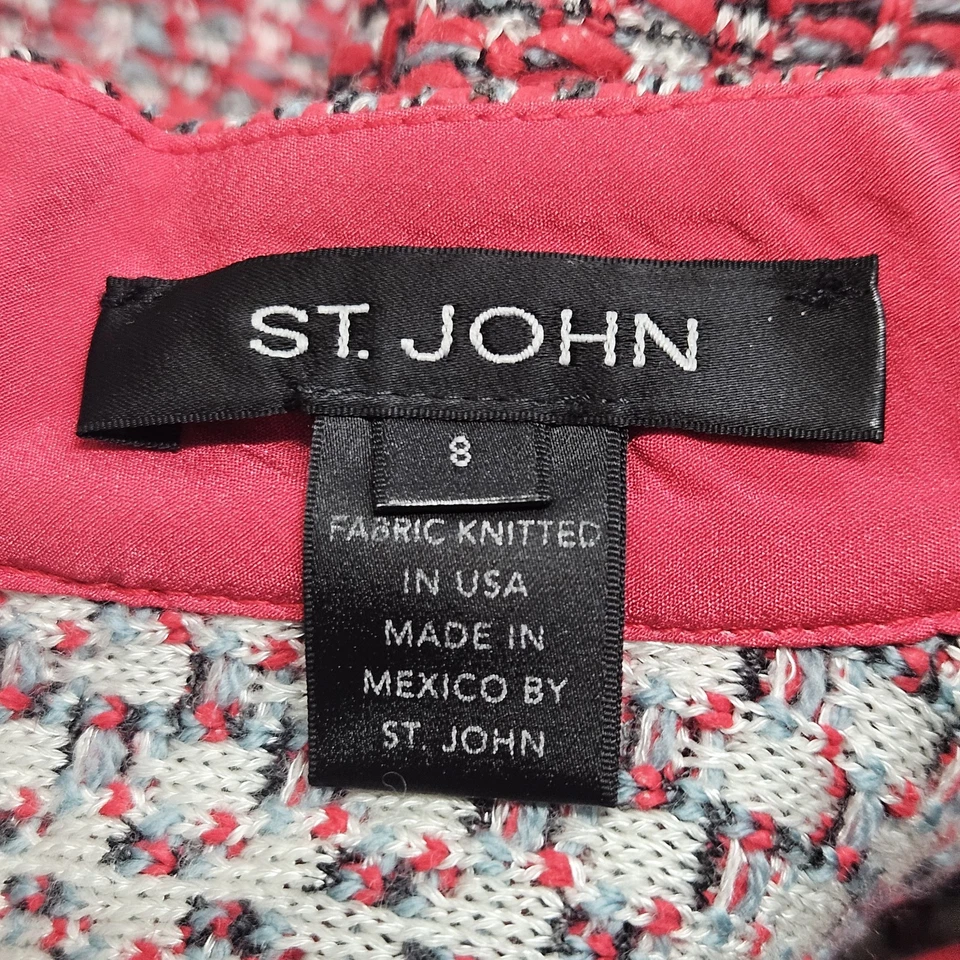 ST. JOHN
8
FABRIC KNITTED
IN USA
MADE IN
MEXICO BY
ST. JOHN